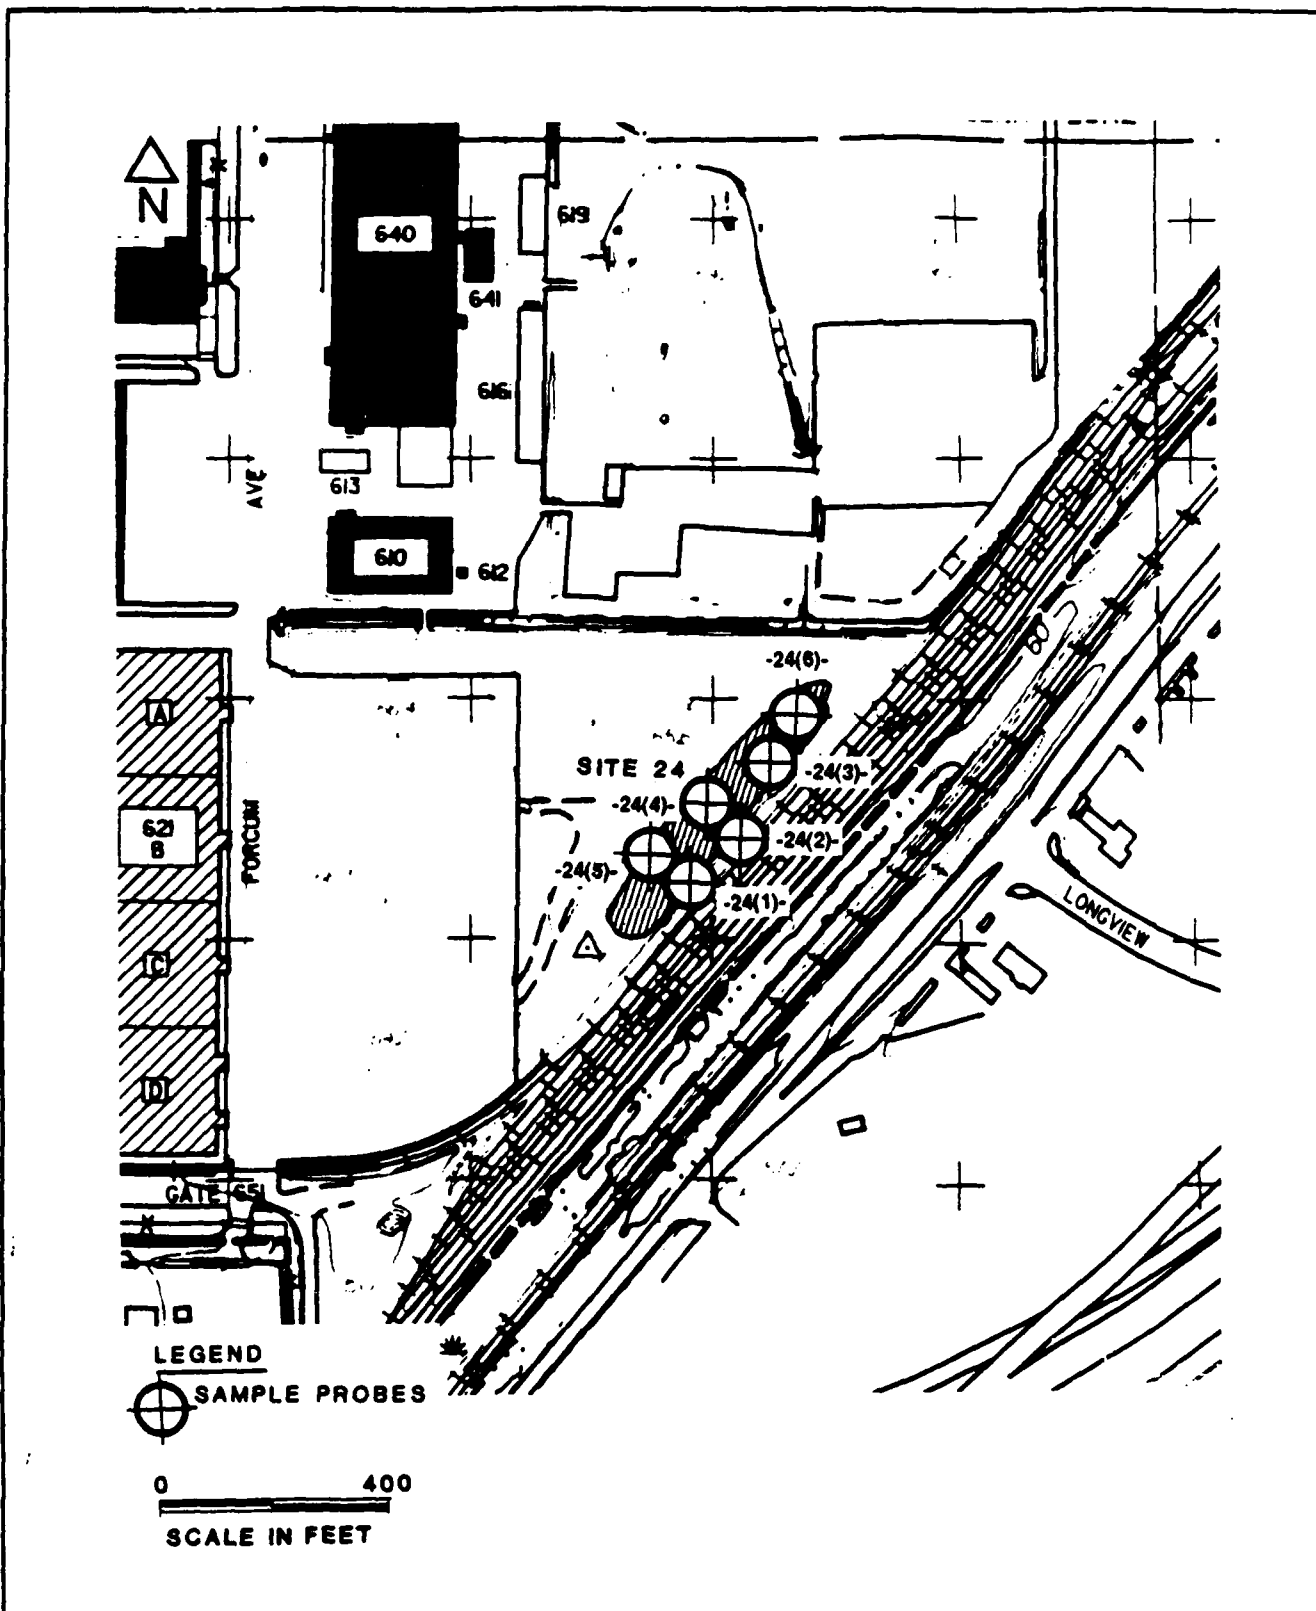 N
640
619
641
616
613
AVE
610
612
-24(6)-
A
SITE 24
-24(3)-
-24(4)-
621
B
PORCUM
-24(2)-
-24(5)-
-24(1)-
LONGVIEW
C
D
GATE 651
LEGEND
SAMPLE PROBES
0 400
SCALE IN FEET